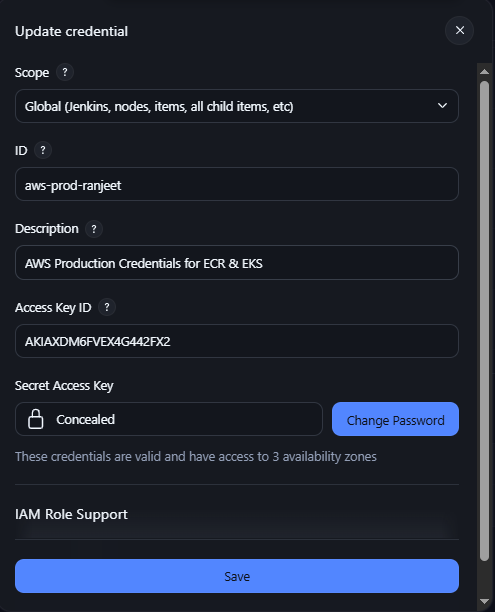 Update credential
Scope ?
Global (Jenkins, nodes, items, all child items, etc)
ID ?
aws-prod-ranjeet
Description ?
AWS Production Credentials for ECR & EKS
Access Key ID ?
AKIAXDM6FVEX4G442FX2
Secret Access Key
Concealed
Change Password
These credentials are valid and have access to 3 availability zones
IAM Role Support
Save